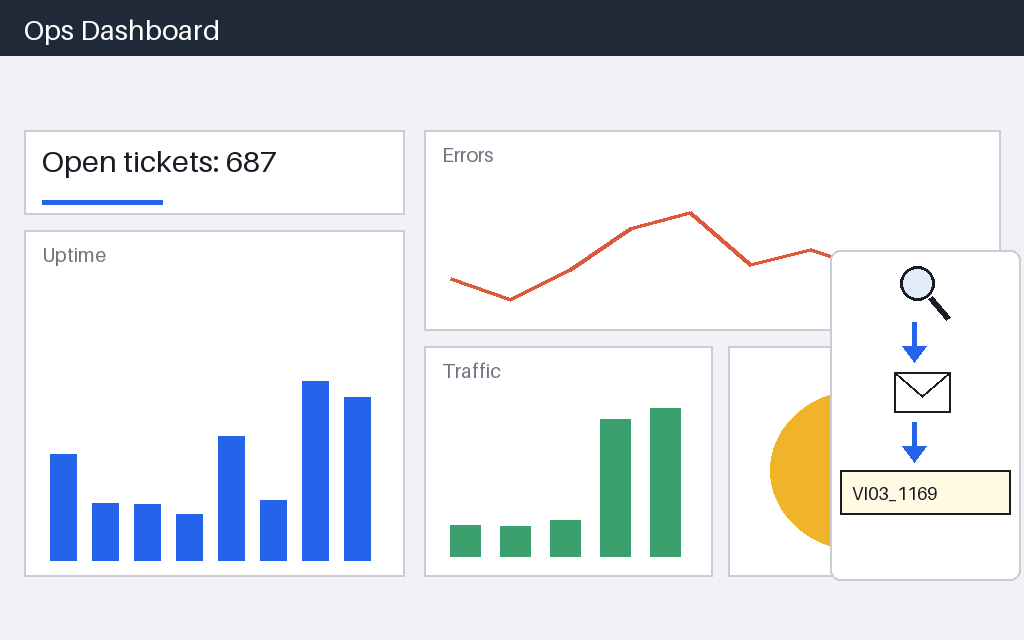 Ops Dashboard
Open tickets: 687
Errors
Uptime
Traffic
VI03_1169